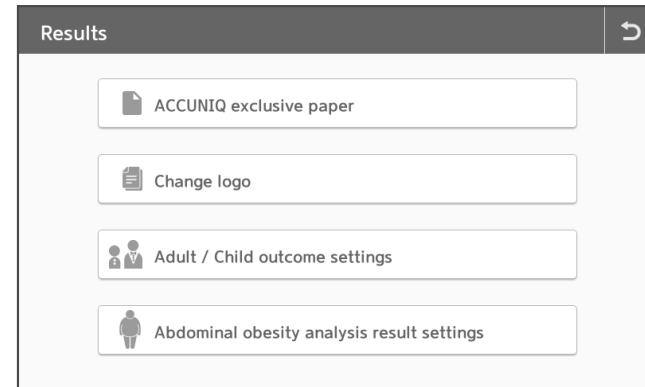 Results
ACCUNIQ exclusive paper
Change logo
Adult / Child outcome settings
Abdominal obesity analysis result settings